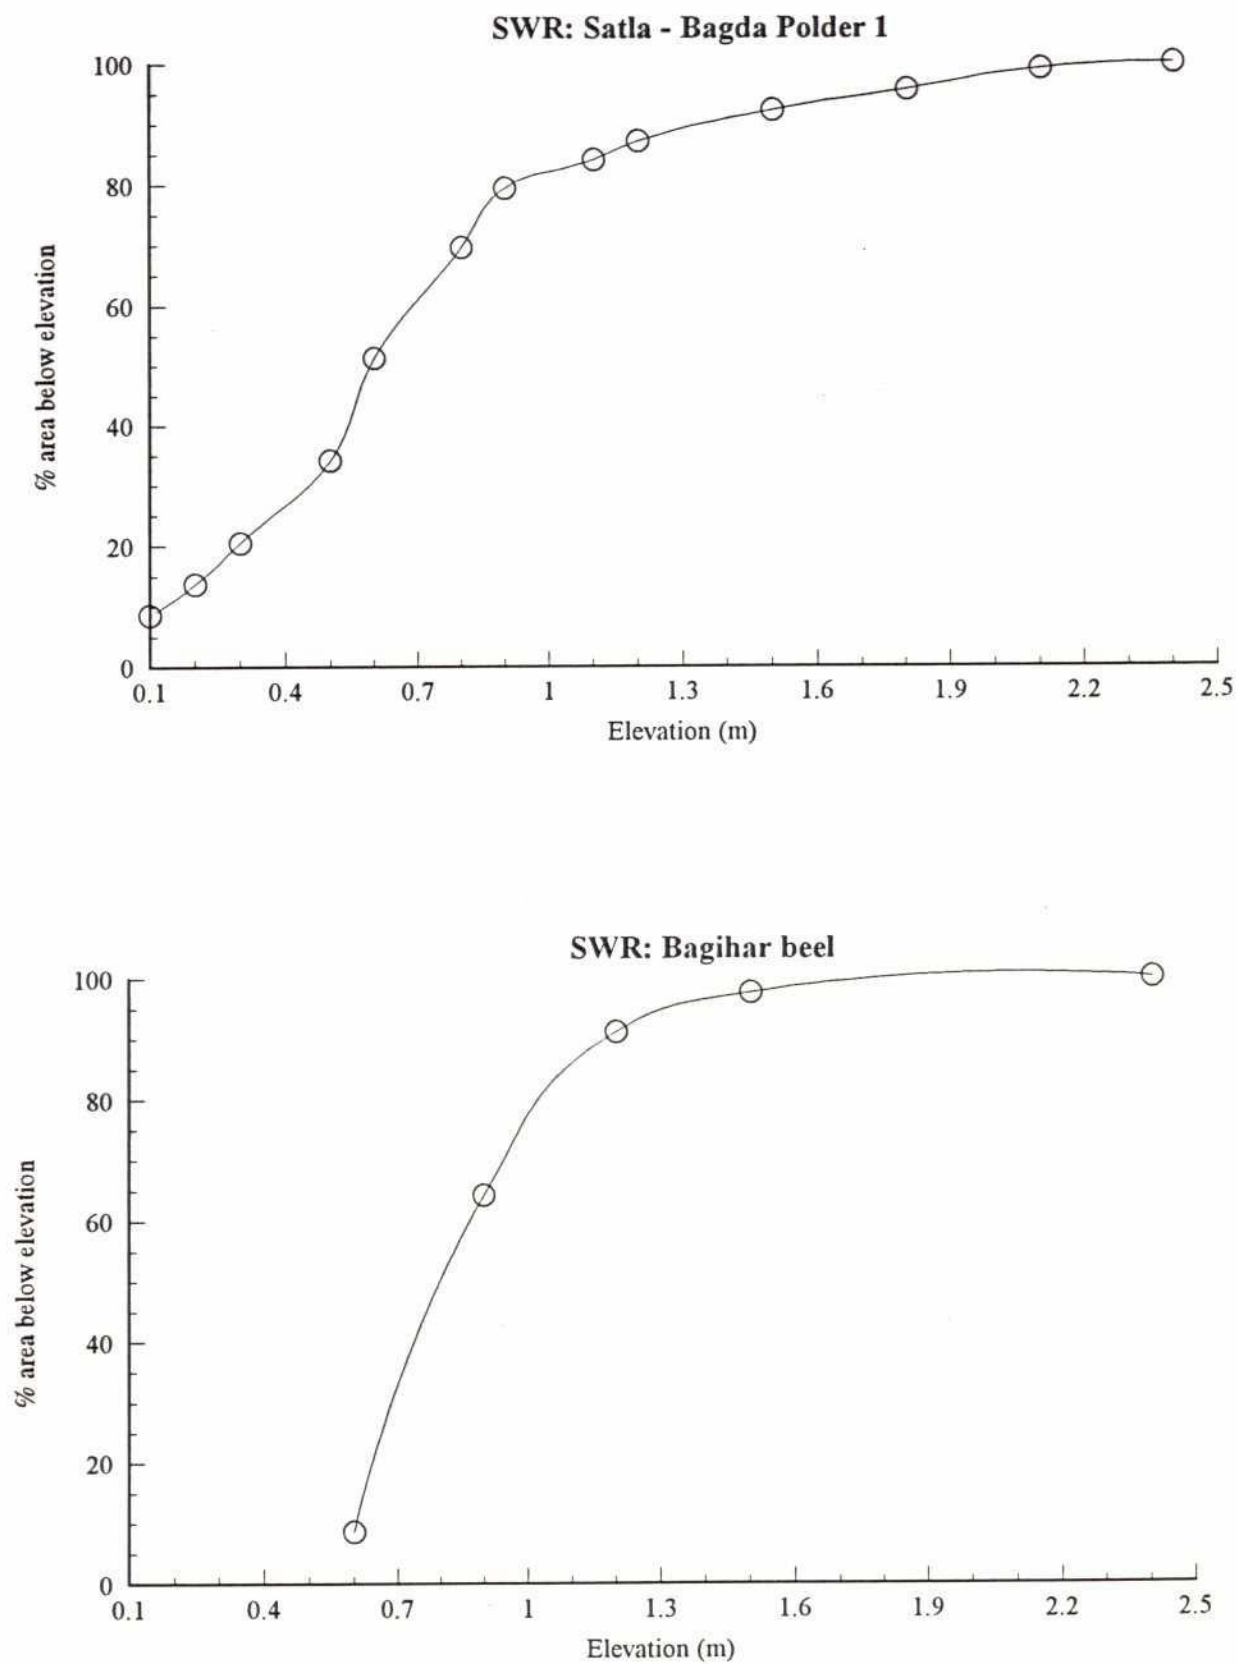 SWR: Satla - Bagda Polder 1
100
80
60
40
20
0
% area below elevation
0.1 0.4 0.7 1 1.3 1.6 1.9 2.2 2.5
Elevation (m)
SWR: Bagihar beel
100
80
60
40
20
0
% area below elevation
0.1 0.4 0.7 1 1.3 1.6 1.9 2.2 2.5
Elevation (m)